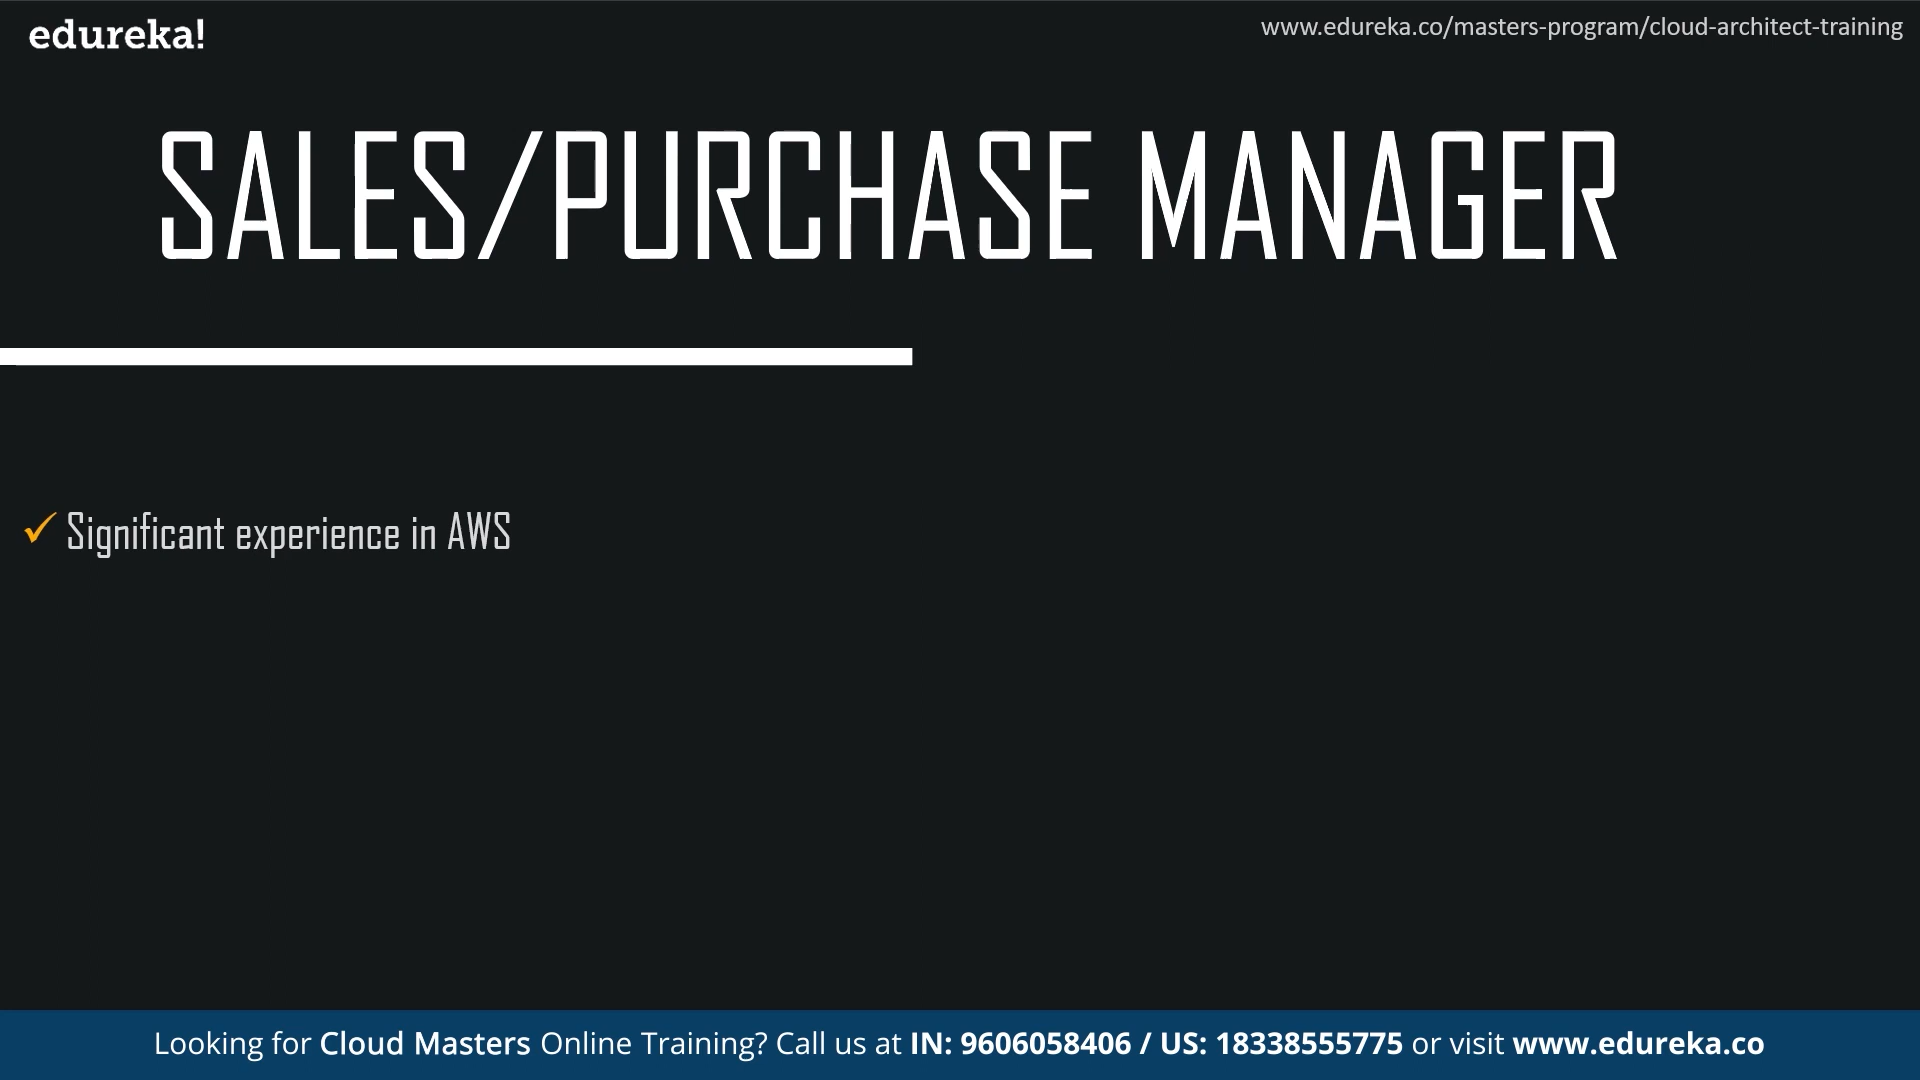 edureka!
www.edureka.co/masters-program/cloud-architect-training
SALES/PURCHASE MANAGER
✓ Significant experience in AWS
Looking for Cloud Masters Online Training? Call us at IN: 9606058406 / US: 18338555775 or visit www.edureka.co